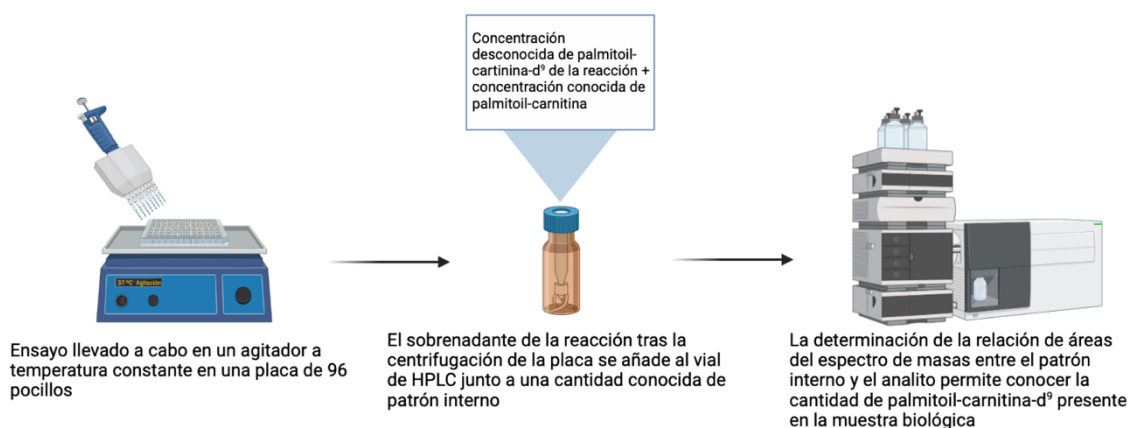 Concentración
desconocida de palmitoil-
cartinina-d⁹ de la reacción +
concentración conocida de
palmitoil-carnitina
37 ºC Agitación
Ensayo llevado a cabo en un agitador a
temperatura constante en una placa de 96
pocillos
El sobrenadante de la reacción tras la
centrifugación de la placa se añade al vial
de HPLC junto a una cantidad conocida de
patrón interno
La determinación de la relación de áreas
del espectro de masas entre el patrón
interno y el analito permite conocer la
cantidad de palmitoil-carnitina-d⁹ presente
en la muestra biológica